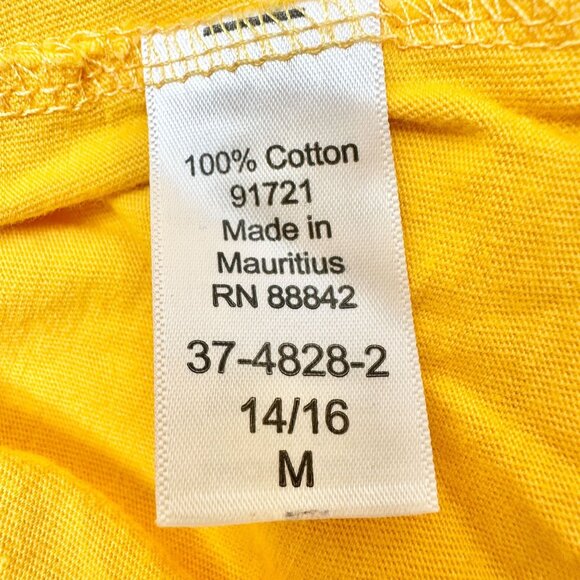 100% Cotton
91721
Made in
Mauritius
RN 88842
37-4828-2
14/16
M